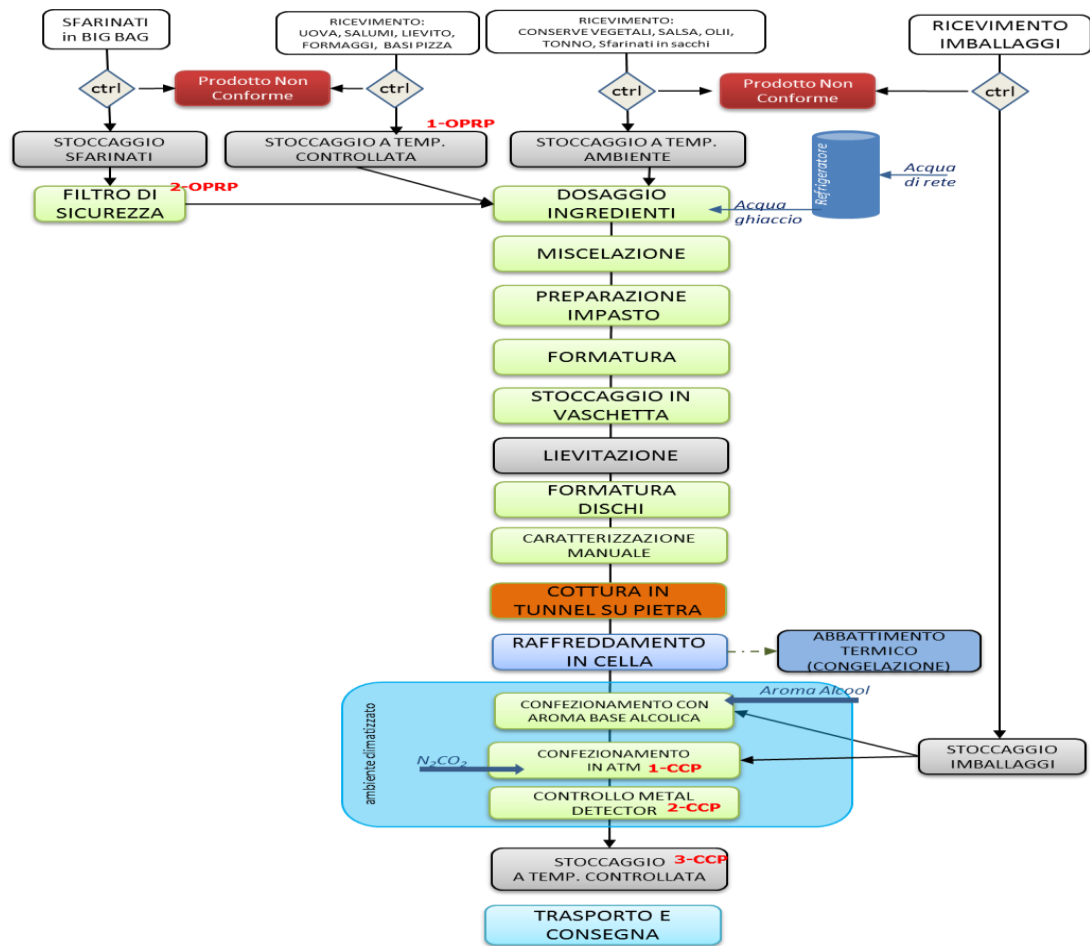 SFARINATI
in BIG BAG
RICEVIMENTO:
UOVA, SALUMI, LIEVITO,
FORMAGGI, BASI PIZZA
RICEVIMENTO:
CONSERVE VEGETALI, SALSA, OLII,
TONNO, Sfarinati in sacchi
RICEVIMENTO
IMBALLAGGI
ctrl
Prodotto Non
Conforme
ctrl
ctrl
Prodotto Non
Conforme
ctrl
STOCCAGGIO
SFARINATI
1-OPRP
STOCCAGGIO A TEMP.
CONTROLLATA
STOCCAGGIO A TEMP.
AMBIENTE
Refrigeratore
Acqua
di rete
2-OPRP
FILTRO DI
SICUREZZA
DOSAGGIO
INGREDIENTI
Acqua
ghiaccio
MISCELAZIONE
PREPARAZIONE
IMPASTO
FORMATURA
STOCCAGGIO IN
VASCHETTA
LIEVITAZIONE
FORMATURA
DISCHI
CARATTERIZZAZIONE
MANUALE
COTTURA IN
TUNNEL SU PIETRA
RAFFREDDAMENTO
IN CELLA
ABBATTIMENTO
TERMICO
(CONGELAZIONE)
ambiente climatizzato
Aroma Alcool
CONFEZIONAMENTO CON
AROMA BASE ALCOLICA
N₂CO₂
CONFEZIONAMENTO
IN ATM 1-CCP
STOCCAGGIO
IMBALLAGGI
CONTROLLO METAL
DETECTOR 2-CCP
STOCCAGGIO 3-CCP
A TEMP. CONTROLLATA
TRASPORTO E
CONSEGNA